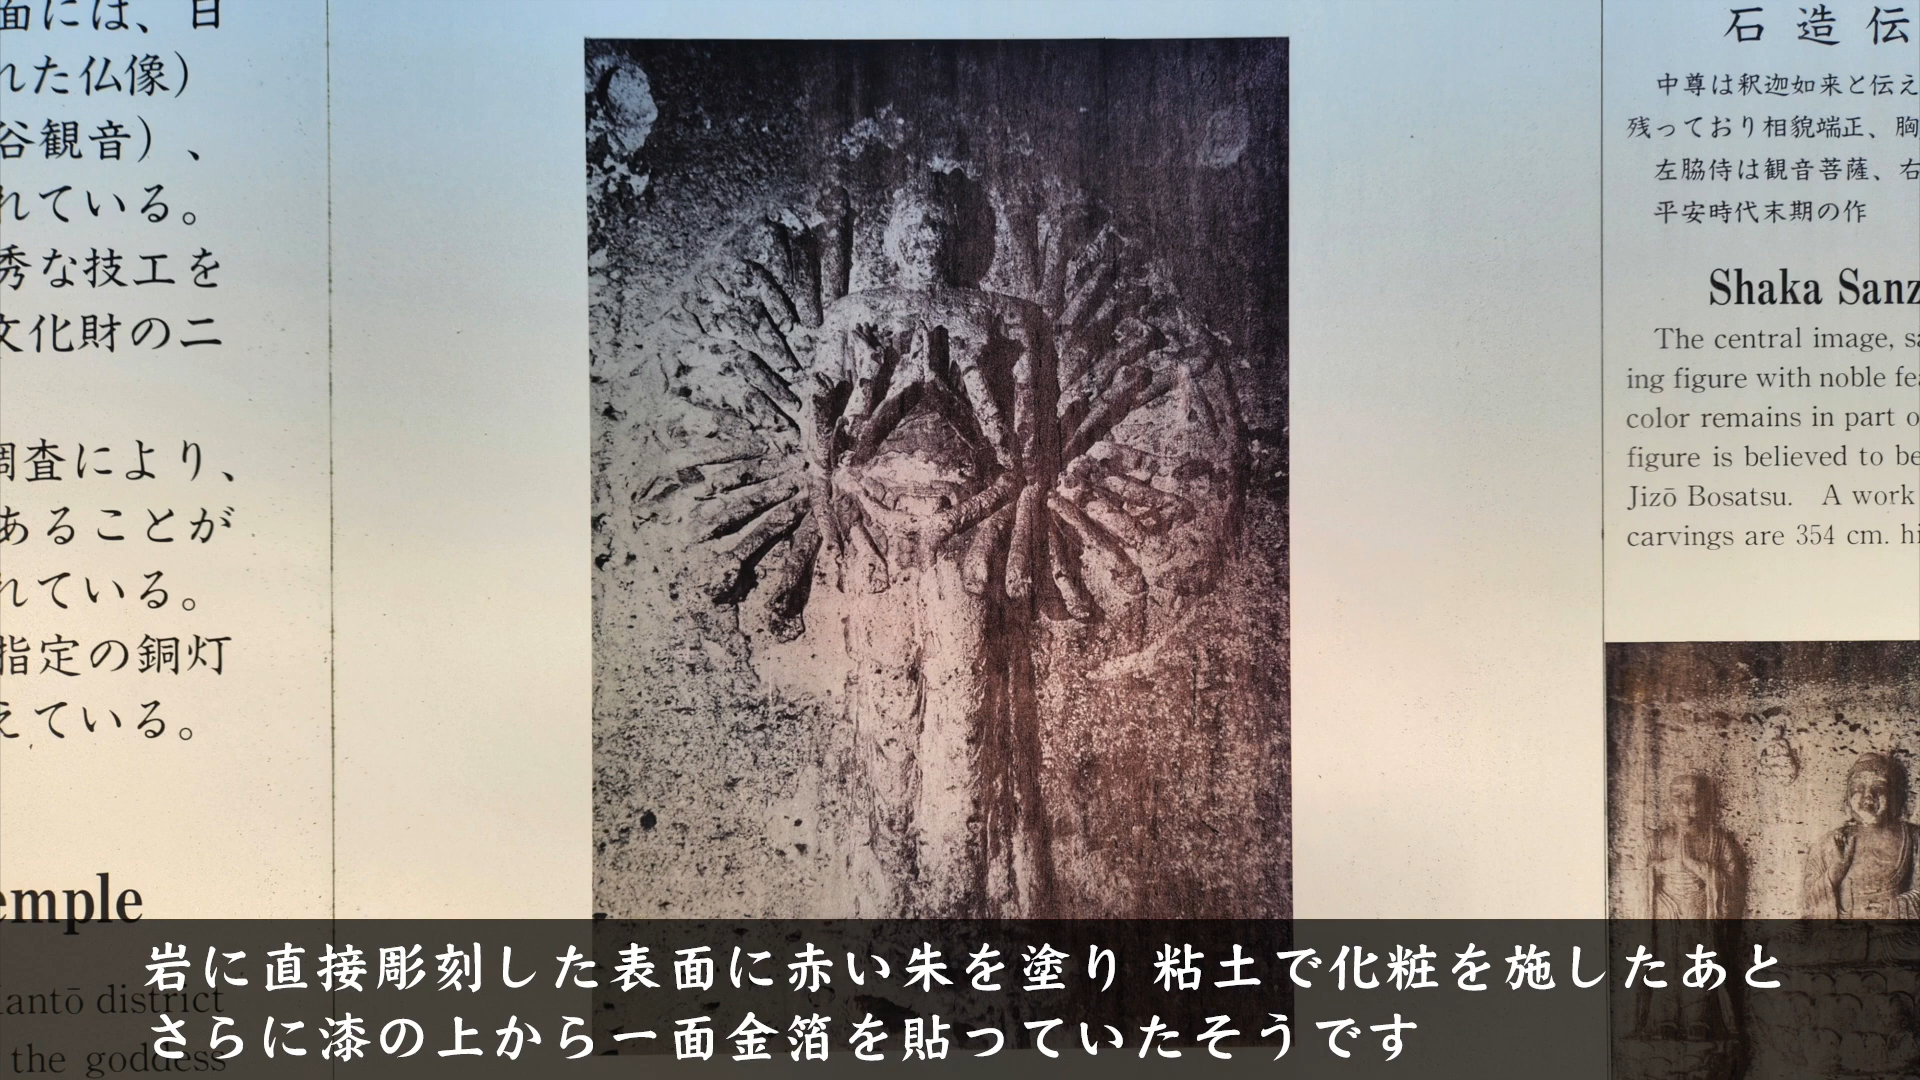 面には、日
れた仏像）
谷観音）、
れている。
秀な技工を
文化財の二
調査により、
あることが
れている。
指定の銅灯
えている。
emple
antō district
the goddess
石造伝
中尊は釈迦如来と伝え
残っており相貌端正、胸
左脇侍は観音菩薩、右
平安時代末期の作
Shaka Sanz
The central image, sa
ing figure with noble fea
color remains in part o
figure is believed to be
Jizō Bosatsu. A work
carvings are 354 cm. hi
岩に直接彫刻した表面に赤い朱を塗り 粘土で化粧を施したあと
さらに漆の上から一面金箔を貼っていたそうです